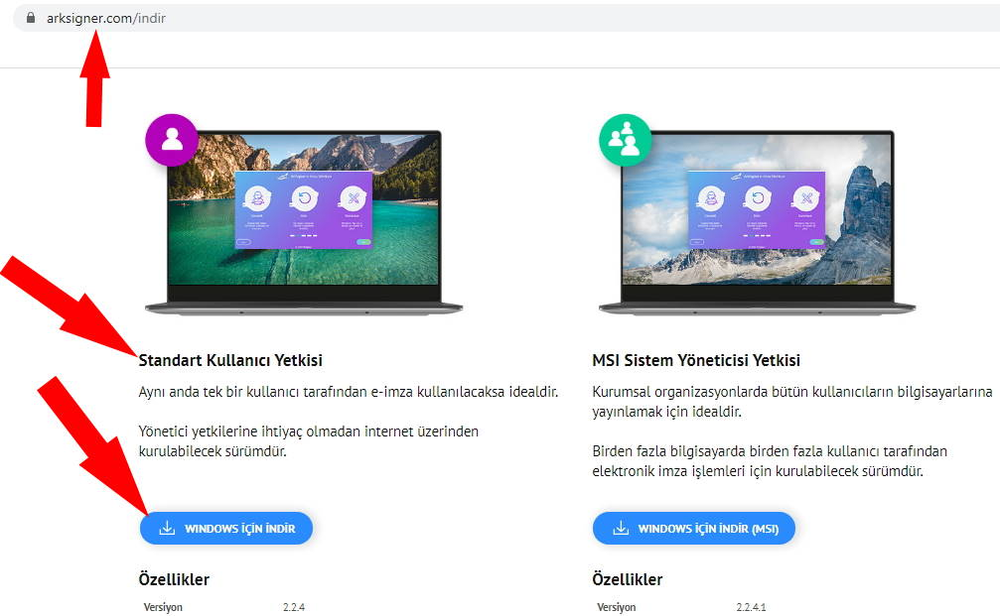 arksigner.com/indir
Standart Kullanıcı Yetkisi
Aynı anda tek bir kullanıcı tarafından e-imza kullanılacaksa idealdir.
Yönetici yetkilerine ihtiyaç olmadan internet üzerinden
kurulabilecek sürümdür.
WINDOWS İÇİN İNDİR
Özellikler
Versiyon 2.2.4
MSI Sistem Yöneticisi Yetkisi
Kurumsal organizasyonlarda bütün kullanıcıların bilgisayarlarına
yayınlamak için idealdir.
Birden fazla bilgisayarda birden fazla kullanıcı tarafından
elektronik imza işlemleri için kurulabilecek sürümdür.
WINDOWS İÇİN İNDİR (MSI)
Özellikler
Versiyon 2.2.4.1